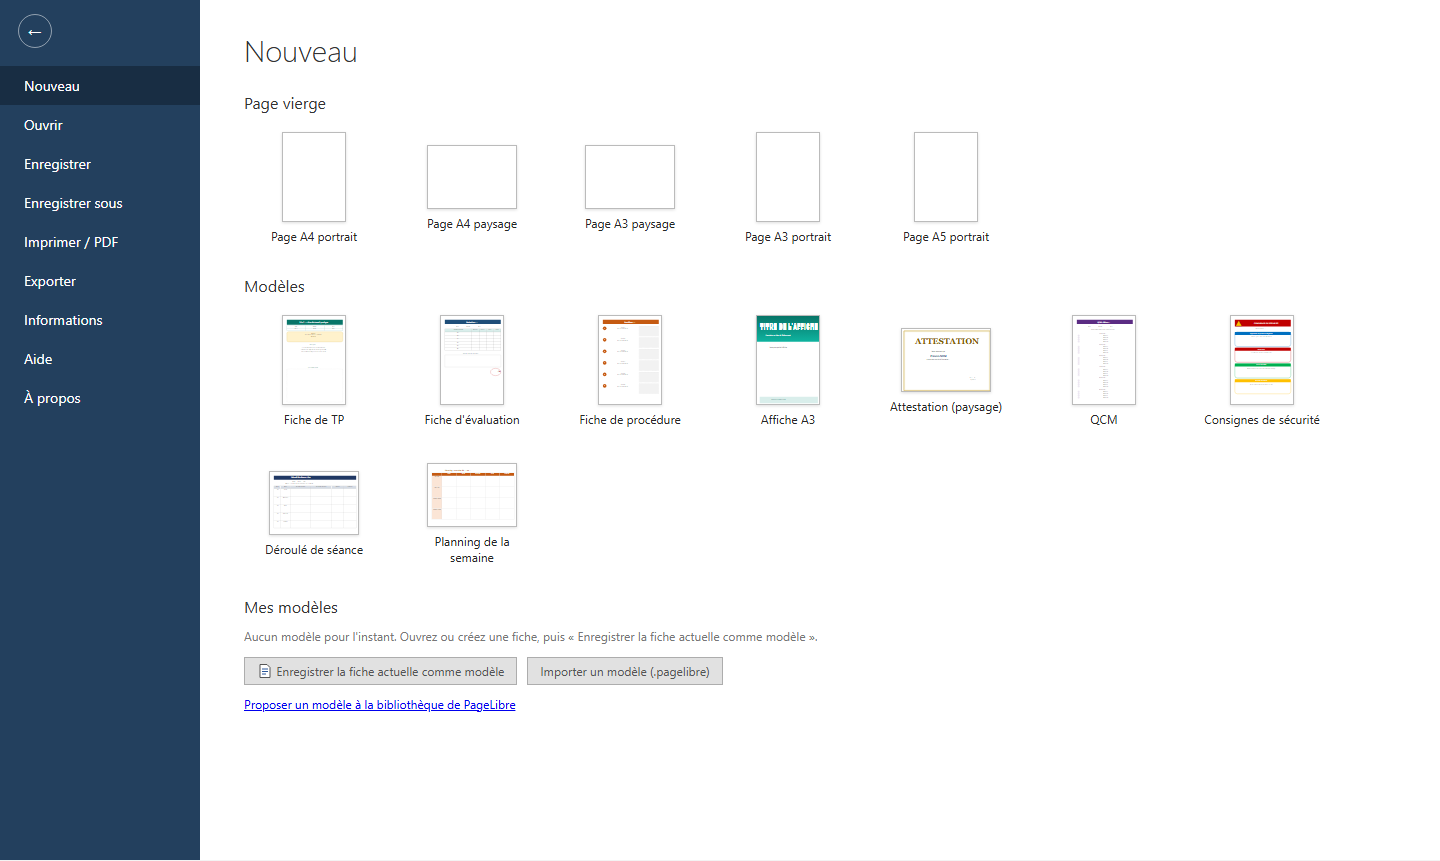 Nouveau
Ouvrir
Enregistrer
Enregistrer sous
Imprimer / PDF
Exporter
Informations
Aide
À propos
Nouveau
Page vierge
Page A4 portrait
Page A4 paysage
Page A3 paysage
Page A3 portrait
Page A5 portrait
Modèles
TITRE DE L'AFFICHE
ATTESTATION
Fiche de TP
Fiche d'évaluation
Fiche de procédure
Affiche A3
Attestation (paysage)
QCM
Consignes de sécurité
Déroulé de séance
Planning de la
semaine
Mes modèles
Aucun modèle pour l'instant. Ouvrez ou créez une fiche, puis « Enregistrer la fiche actuelle comme modèle ».
Enregistrer la fiche actuelle comme modèle
Importer un modèle (.pagelibre)
Proposer un modèle à la bibliothèque de PageLibre